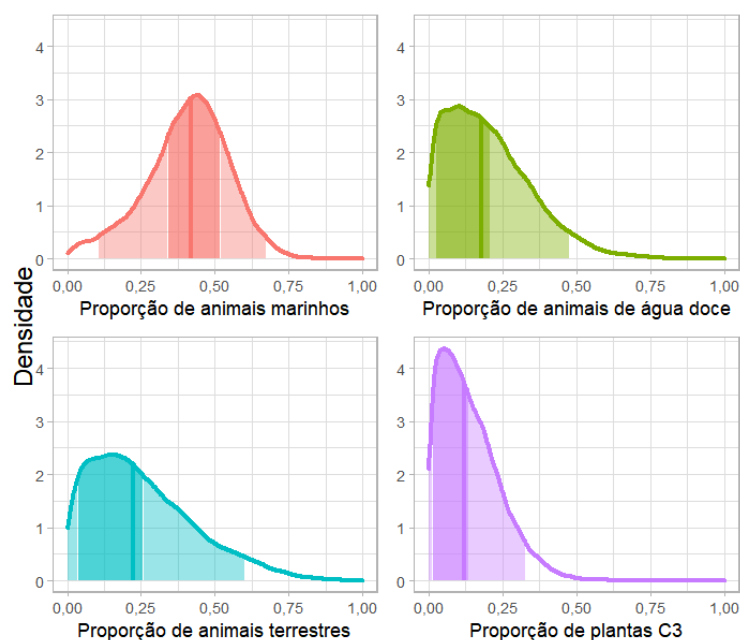 Densidade
4
3
2
1
0
0,00 0,25 0,50 0,75 1,00
Proporção de animais marinhos
4
3
2
1
0
0,00 0,25 0,50 0,75 1,00
Proporção de animais de água doce
4
3
2
1
0
0,00 0,25 0,50 0,75 1,00
Proporção de animais terrestres
4
3
2
1
0
0,00 0,25 0,50 0,75 1,00
Proporção de plantas C3